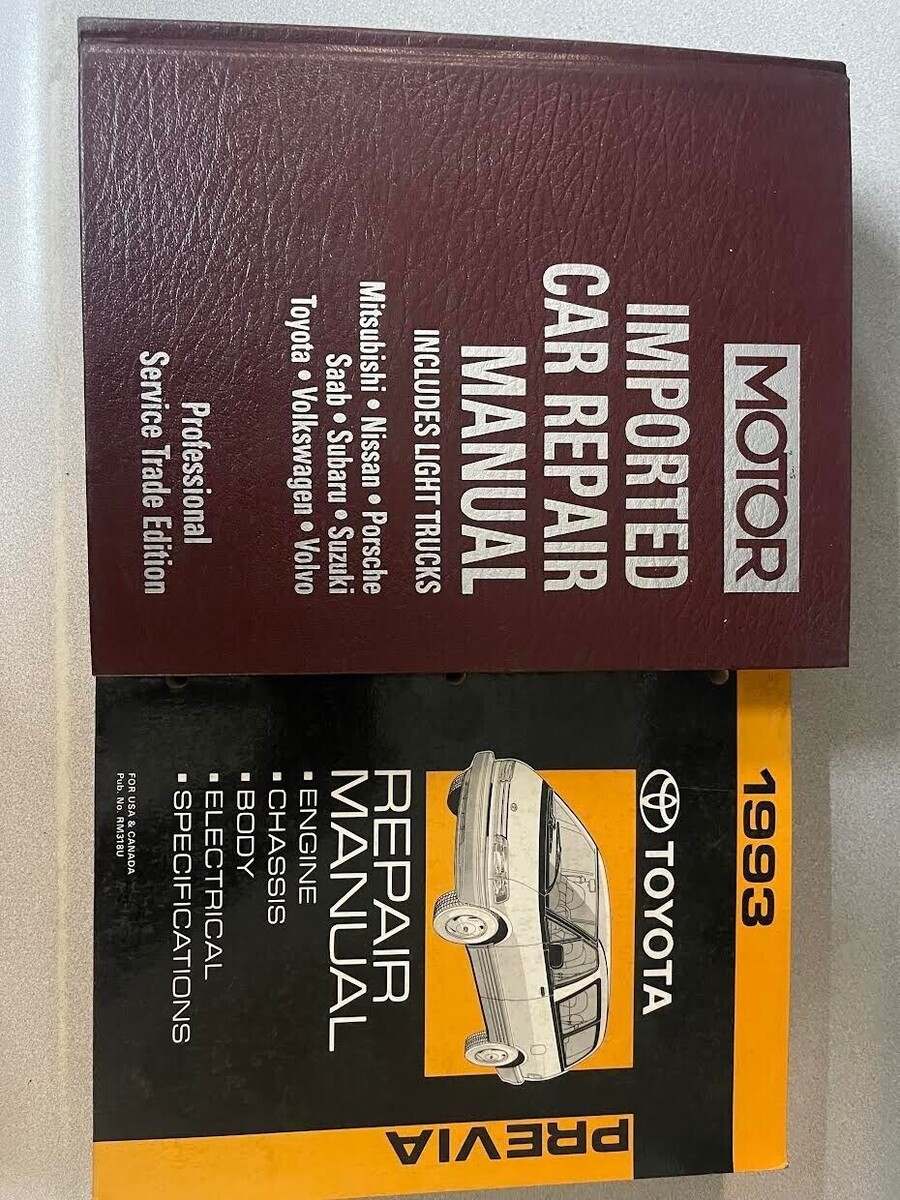 MOTOR
IMPORTED
CAR REPAIR
MANUAL
INCLUDES LIGHT TRUCKS
Mitsubishi • Nissan • Porsche
Saab • Subaru • Suzuki
Toyota • Volkswagen • Volvo
Professional
Service Trade Edition
1993
TOYOTA
REPAIR
MANUAL
▪ ENGINE
▪ CHASSIS
▪ BODY
▪ ELECTRICAL
▪ SPECIFICATIONS
FOR USA & CANADA
Pub. No. RM318U
PREVIA